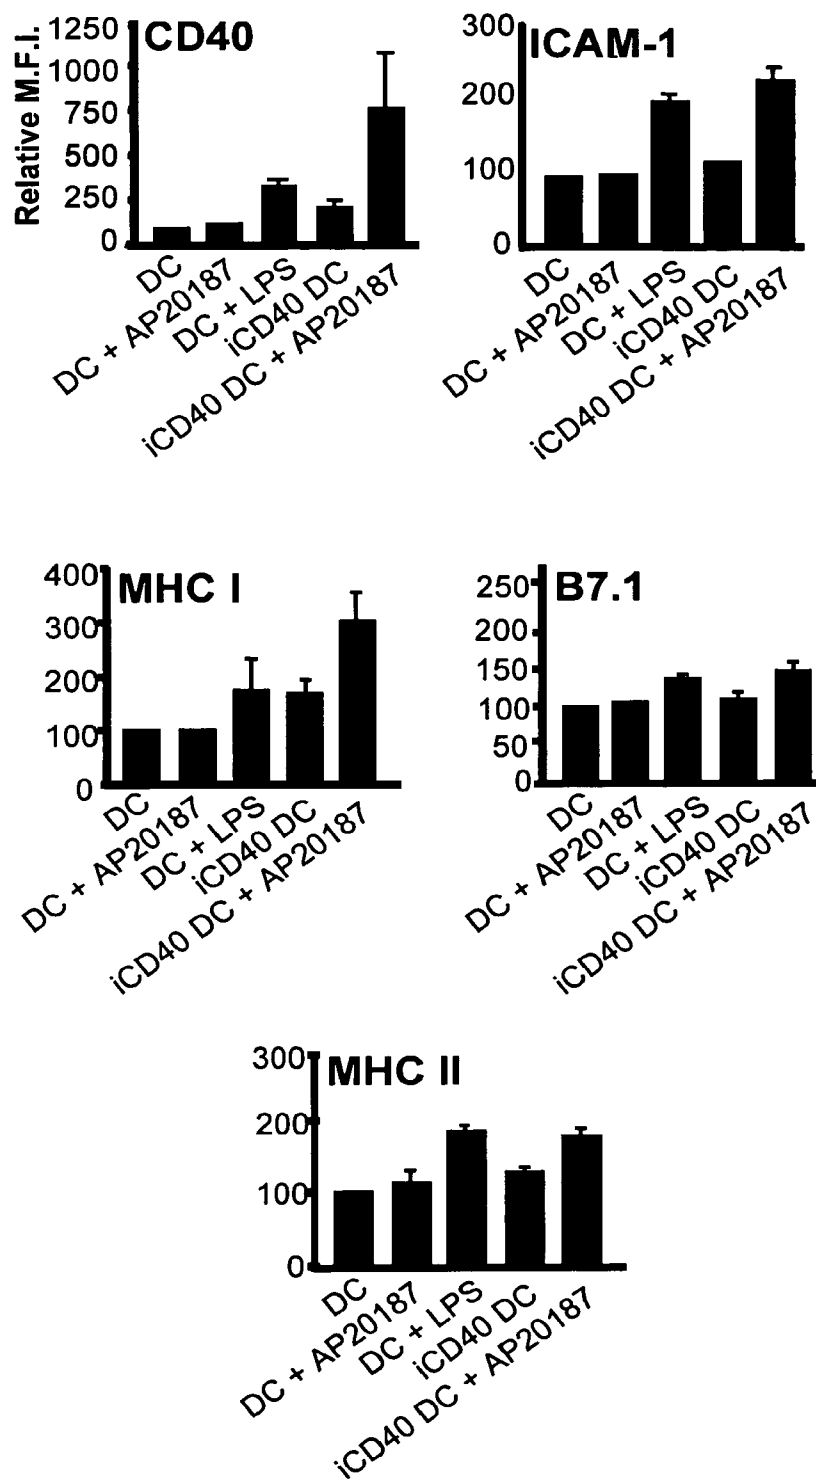 CD40
Relative M.F.I.
1250
1000
750
500
250
0
DC
DC + AP20187
DC + LPS
iCD40 DC
iCD40 DC + AP20187
ICAM-1
300
200
100
0
DC
DC + AP20187
DC + LPS
iCD40 DC
iCD40 DC + AP20187
MHC I
400
300
200
100
0
DC
DC + AP20187
DC + LPS
iCD40 DC
iCD40 DC + AP20187
B7.1
250
200
150
100
50
0
DC
DC + AP20187
DC + LPS
iCD40 DC
iCD40 DC + AP20187
MHC II
300
200
100
0
DC
DC + AP20187
DC + LPS
iCD40 DC
iCD40 DC + AP20187